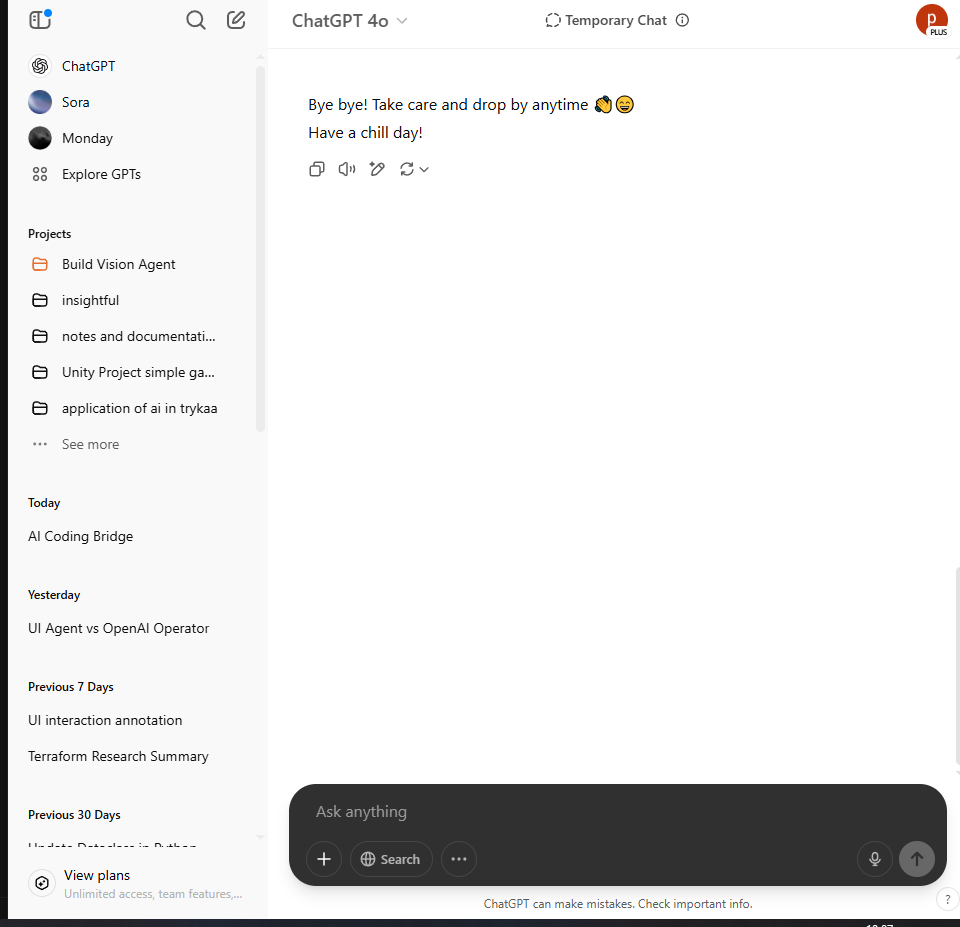 ChatGPT 4o
Temporary Chat
p
PLUS
ChatGPT
Sora
Monday
Explore GPTs
Projects
Build Vision Agent
insightful
notes and documentati...
Unity Project simple ga...
application of ai in trykaa
See more
Today
AI Coding Bridge
Yesterday
UI Agent vs OpenAI Operator
Previous 7 Days
UI interaction annotation
Terraform Research Summary
Previous 30 Days
Update Dataclass in Python
View plans
Unlimited access, team features,...
Bye bye! Take care and drop by anytime 👋😄
Have a chill day!
Ask anything
Search
ChatGPT can make mistakes. Check important info.
?